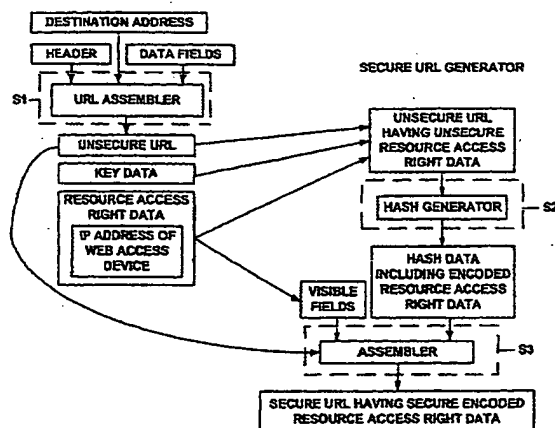 DESTINATION ADDRESS
HEADER
DATA FIELDS
SECURE URL GENERATOR
S1
URL ASSEMBLER
UNSECURE URL
KEY DATA
RESOURCE ACCESS
RIGHT DATA
IP ADDRESS OF
WEB ACCESS
DEVICE
UNSECURE URL
HAVING UNSECURE
RESOURCE ACCESS
RIGHT DATA
HASH GENERATOR
S2
HASH DATA
INCLUDING ENCODED
RESOURCE ACCESS
RIGHT DATA
VISIBLE
FIELDS
ASSEMBLER
S3
SECURE URL HAVING SECURE ENCODED
RESOURCE ACCESS RIGHT DATA